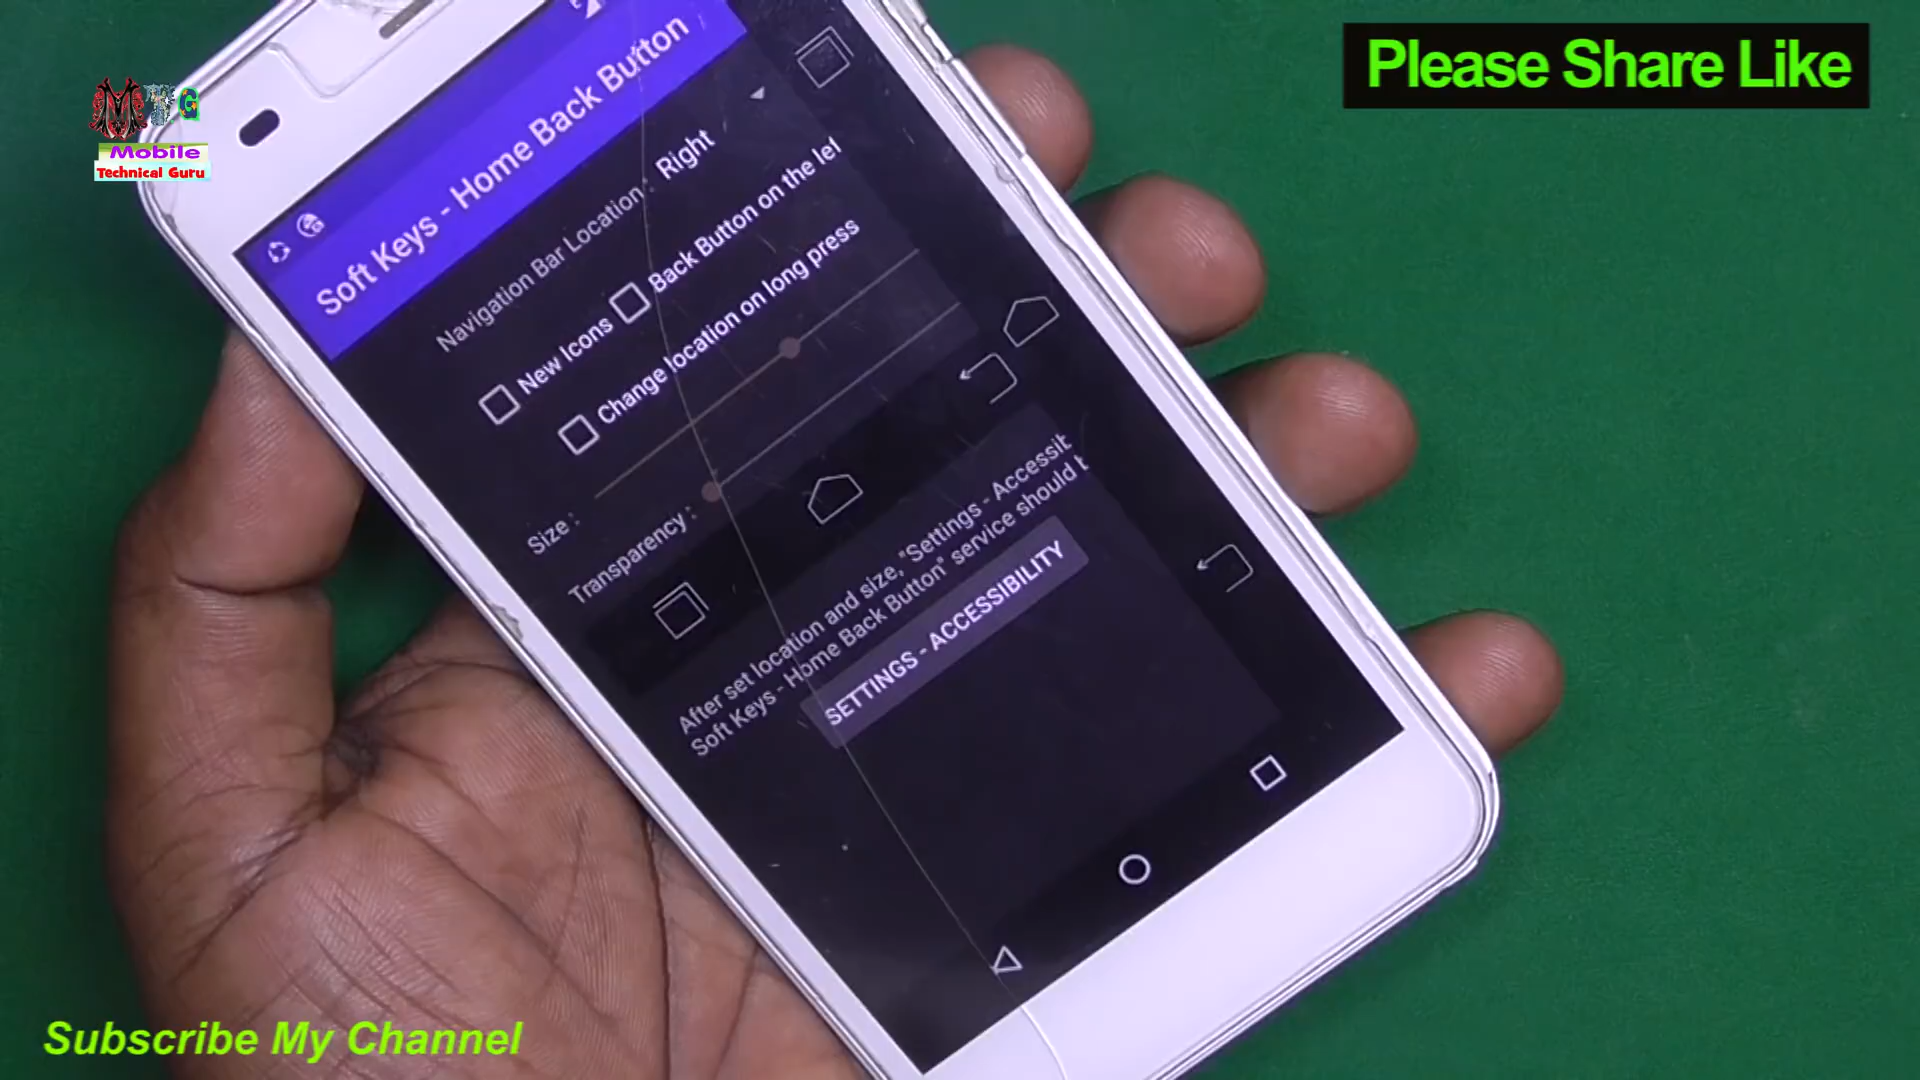 Please Share Like
MTG
Mobile
Technical Guru
Soft Keys - Home Back Button
Navigation Bar Location : Right
New Icons Back Button on the lef
Change location on long press
Size :
Transparency :
After set location and size, "Settings - Accessib
Soft Keys - Home Back Button" service should b
SETTINGS - ACCESSIBILITY
Subscribe My Channel